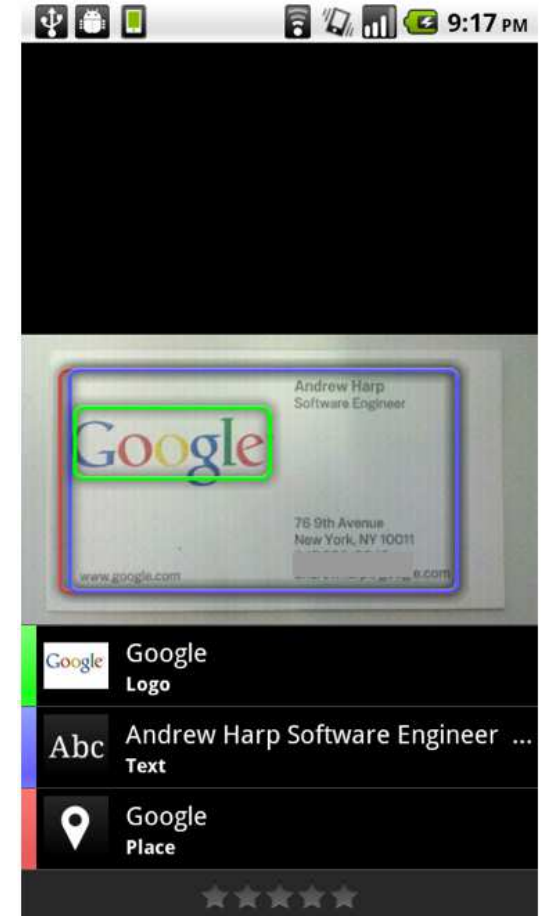 9:17 PM
Andrew Harp
Software Engineer
Google
76 9th Avenue
New York, NY 10011
www.google.com
e.com
Google
Google
Logo
Abc
Andrew Harp Software Engineer ...
Text
Google
Place